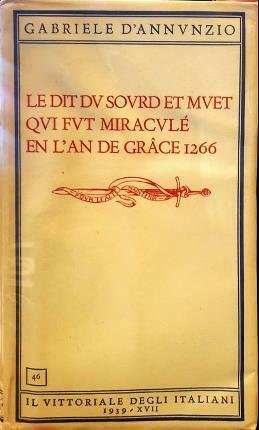 GABRIELE D'ANNVNZIO
LE DIT DV SOVRD ET MVET
QVI FVT MIRACVLÉ
EN L'AN DE GRÂCE 1266
46
IL VITTORIALE DEGLI ITALIANI
1939 - XVII